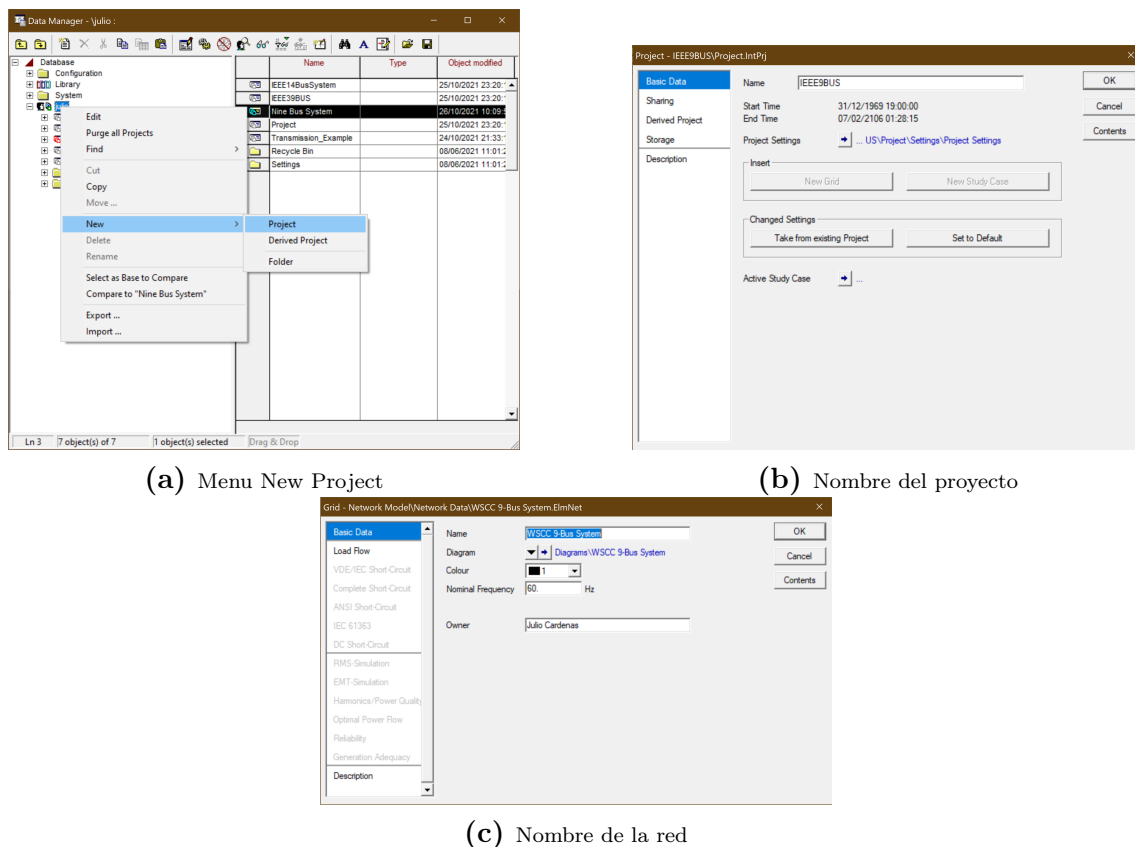 Data Manager - \julio :
Database
Configuration
Library
System
Edit
Purge all Projects
Find
Cut
Copy
Move ...
New
Delete
Rename
Select as Base to Compare
Compare to "Nine Bus System"
Export ...
Import ...
Project
Derived Project
Folder
Name Type Object modified
IEEE14BusSystem 25/10/2021 23:20:
IEEE39BUS 25/10/2021 23:20:
Nine Bus System 26/10/2021 10:09:
Project 25/10/2021 23:20:
Transmission_Example 24/10/2021 21:33:
Recycle Bin 08/06/2021 11:01:2
Settings 08/06/2021 11:01:2
Ln 3 7 object(s) of 7 1 object(s) selected Drag & Drop
(a) Menu New Project
Project - IEEE9BUS\Project.IntPrj
Basic Data
Sharing
Derived Project
Storage
Description
Name IEEE9BUS
Start Time 31/12/1969 19:00:00
End Time 07/02/2106 01:28:15
Project Settings ... US\Project\Settings\Project Settings
Insert
New Grid New Study Case
Changed Settings
Take from existing Project Set to Default
Active Study Case ...
OK
Cancel
Contents
(b) Nombre del proyecto
Grid - Network Model\Network Data\WSCC 9-Bus System.ElmNet
Basic Data
Load Flow
VDE/IEC Short-Circuit
Complete Short-Circuit
ANSI Short-Circuit
IEC 61363
DC Short-Circuit
RMS-Simulation
EMT-Simulation
Harmonics/Power Quality
Optimal Power Flow
Reliability
Generation Adequacy
Description
Name WSCC 9-Bus System
Diagram Diagrams\WSCC 9-Bus System
Colour 1
Nominal Frequency 60. Hz
Owner Julio Cardenas
OK
Cancel
Contents
(c) Nombre de la red